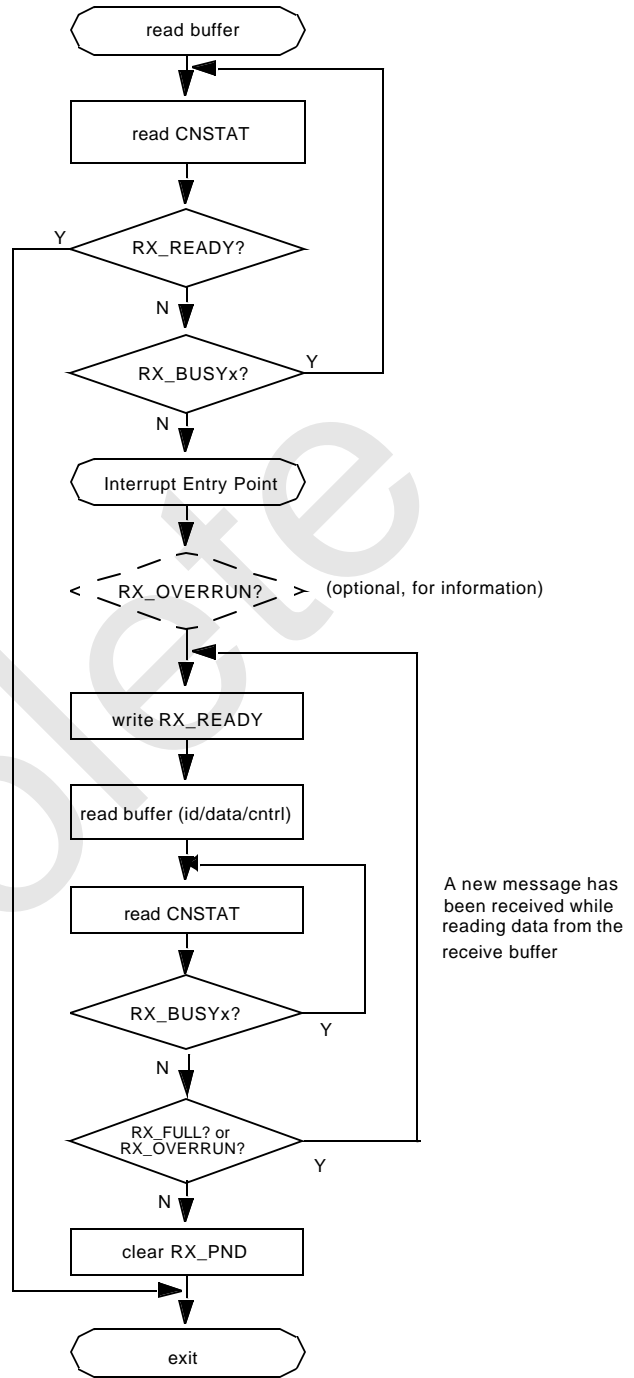 read buffer
read CNSTAT
Y
RX_READY?
N
Y
RX_BUSYx?
N
Interrupt Entry Point
RX_OVERRUN?
(optional, for information)
write RX_READY
read buffer (id/data/cntrl)
read CNSTAT
A new message has
been received while
reading data from the
receive buffer
RX_BUSYx?
Y
N
RX_FULL? or
RX_OVERRUN?
Y
N
clear RX_PND
exit
olete